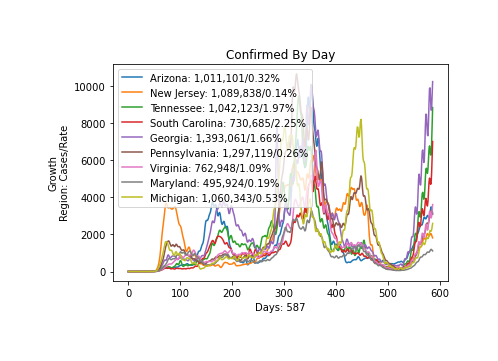 Confirmed By Day
Growth
Region: Cases/Rate
10000
8000
6000
4000
2000
0
Arizona: 1,011,101/0.32%
New Jersey: 1,089,838/0.14%
Tennessee: 1,042,123/1.97%
South Carolina: 730,685/2.25%
Georgia: 1,393,061/1.66%
Pennsylvania: 1,297,119/0.26%
Virginia: 762,948/1.09%
Maryland: 495,924/0.19%
Michigan: 1,060,343/0.53%
0 100 200 300 400 500 600
Days: 587